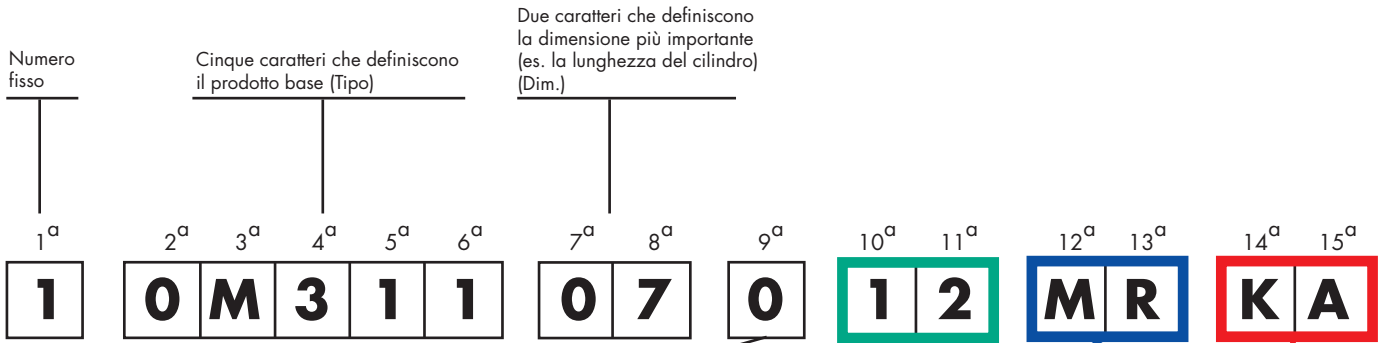 Numero
fisso
Cinque caratteri che definiscono
il prodotto base (Tipo)
Due caratteri che definiscono
la dimensione più importante
(es. la lunghezza del cilindro)
(Dim.)
1ª 2ª 3ª 4ª 5ª 6ª 7ª 8ª 9ª 10ª 11ª 12ª 13ª 14ª 15ª
1 0 M 3 1 1 0 7 0 1 2 M R K A